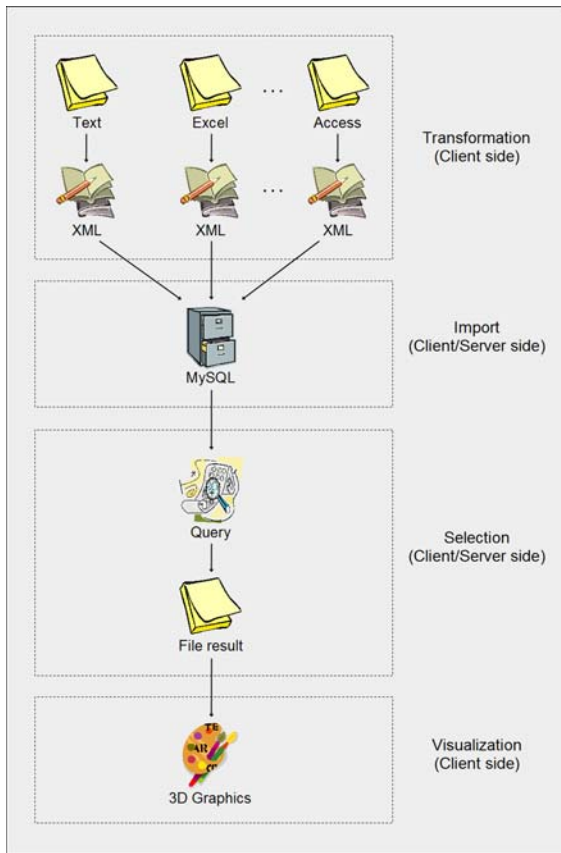 Text
Excel
...
Access
XML
XML
...
XML
Transformation
(Client side)
MySQL
Import
(Client/Server side)
Query
File result
Selection
(Client/Server side)
3D Graphics
Visualization
(Client side)